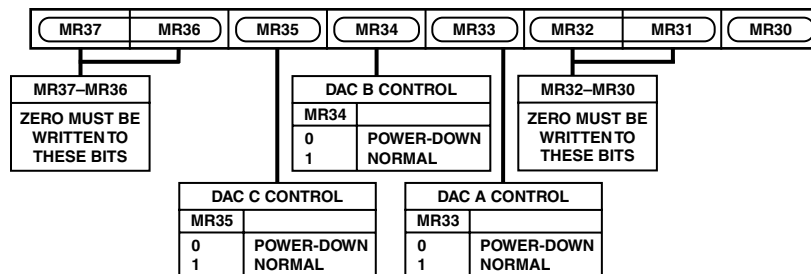 MR37 MR36 MR35 MR34 MR33 MR32 MR31 MR30
MR37–MR36
ZERO MUST BE
WRITTEN TO
THESE BITS
DAC B CONTROL
MR34
0 POWER-DOWN
1 NORMAL
MR32–MR30
ZERO MUST BE
WRITTEN TO
THESE BITS
DAC C CONTROL
MR35
0 POWER-DOWN
1 NORMAL
DAC A CONTROL
MR33
0 POWER-DOWN
1 NORMAL